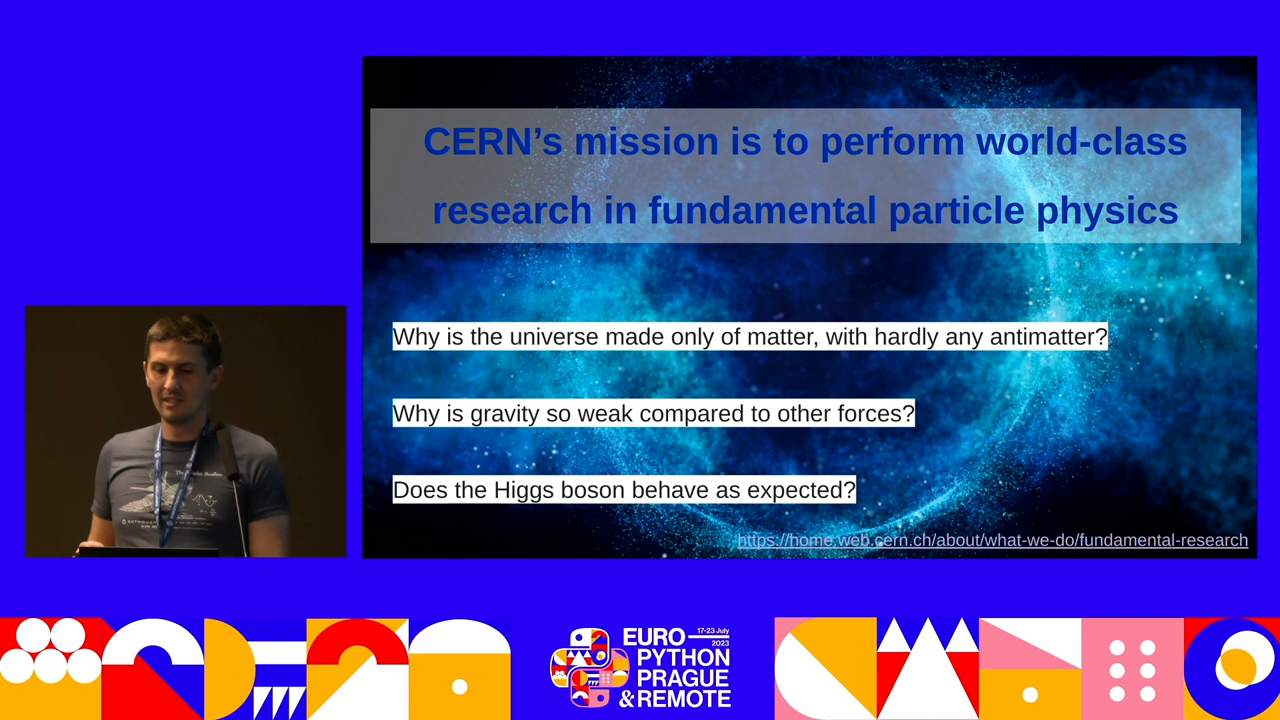 CERN’s mission is to perform world-class
research in fundamental particle physics
Why is the universe made only of matter, with hardly any antimatter?
Why is gravity so weak compared to other forces?
Does the Higgs boson behave as expected?
https://home.web.cern.ch/about/what-we-do/fundamental-research
EURO
17-23 July
2023
PYTHON
PRAGUE
& REMOTE